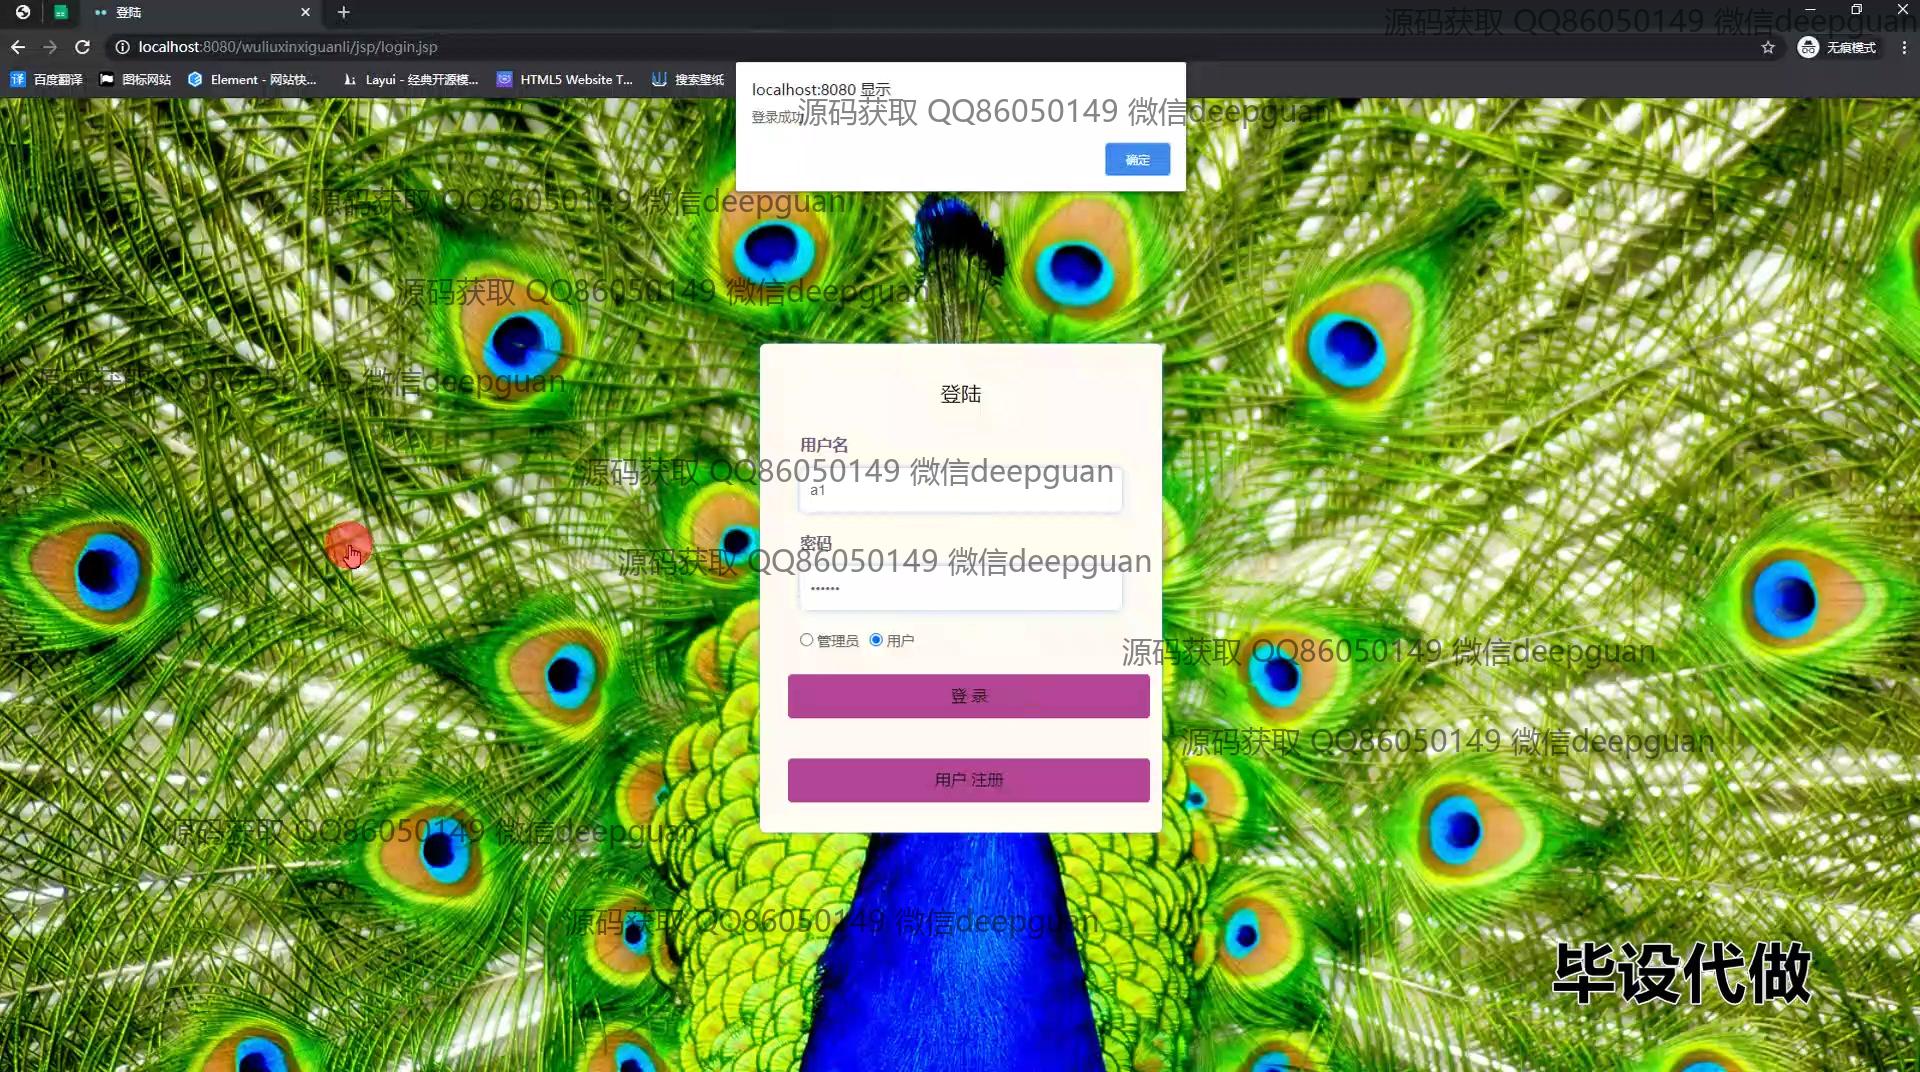 登陆
源码获取 QQ86050149 微信deepguan
localhost:8080/wuliuxinxiguanli/jsp/login.jsp
无痕模式
百度翻译
图标网站
Element - 网站快...
Layui - 经典开源模...
HTML5 Website T...
搜索壁纸
localhost:8080 显示
登录成功
源码获取 QQ86050149 微信deepguan
确定
源码获取 QQ86050149 微信deepguan
源码获取 QQ86050149 微信deepguan
源码获取 QQ86050149 微信deepguan
登陆
用户名
源码获取 QQ86050149 微信deepguan
a1
密码
源码获取 QQ86050149 微信deepguan
••••••
管理员 用户
源码获取 QQ86050149 微信deepguan
登 录
源码获取 QQ86050149 微信deepguan
用户 注册
源码获取 QQ86050149 微信deepguan
源码获取 QQ86050149 微信deepguan
毕设代做